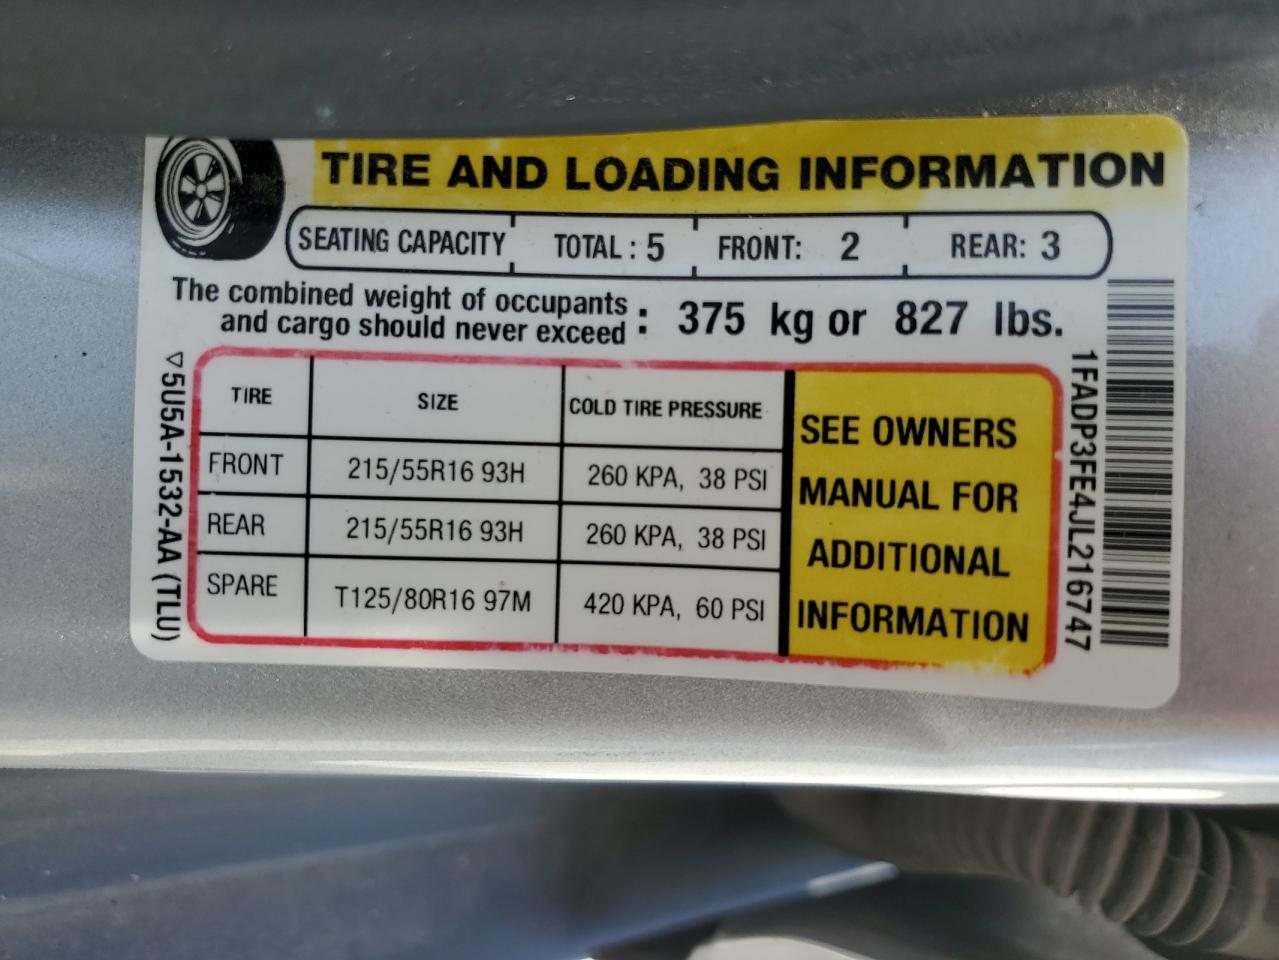 TIRE AND LOADING INFORMATION
SEATING CAPACITY TOTAL : 5 FRONT: 2 REAR: 3
The combined weight of occupants
and cargo should never exceed : 375 kg or 827 lbs.
TIRE SIZE COLD TIRE PRESSURE
FRONT 215/55R16 93H 260 KPA, 38 PSI
REAR 215/55R16 93H 260 KPA, 38 PSI
SPARE T125/80R16 97M 420 KPA, 60 PSI
SEE OWNERS
MANUAL FOR
ADDITIONAL
INFORMATION
▽5U5A-1532-AA (TLU)
1FADP3FE4JL216747